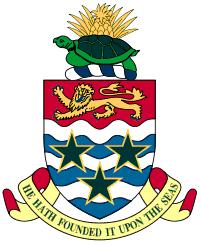 HE HATH FOUNDED IT UPON THE SEAS